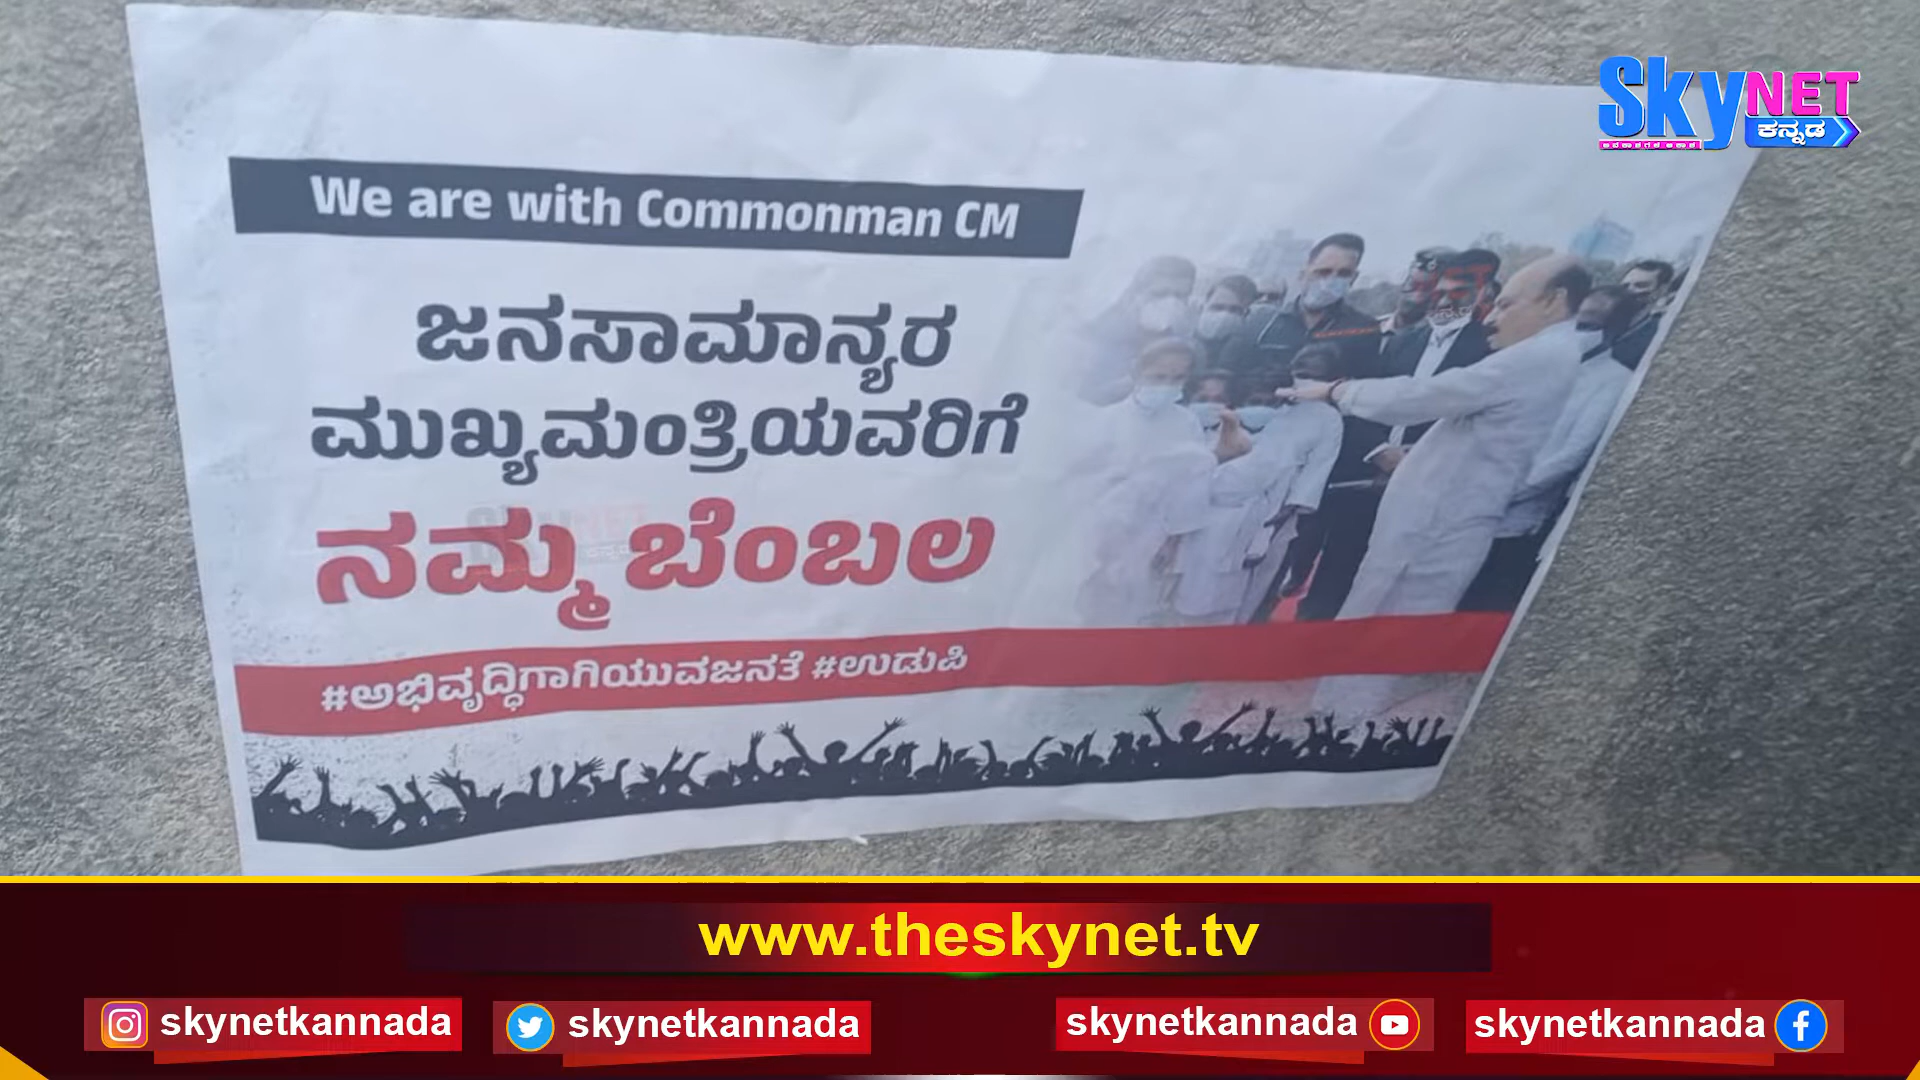 SkyNET
ಕನ್ನಡ
We are with Commonman CM
ಜನಸಾಮಾನ್ಯರ
ಮುಖ್ಯಮಂತ್ರಿಯವರಿಗೆ
ನಮ್ಮ ಬೆಂಬಲ
#ಅಭಿವೃದ್ಧಿಗಾಗಿಯುವಜನತೆ #ಉಡುಪಿ
www.theskynet.tv
skynetkannada skynetkannada skynetkannada skynetkannada